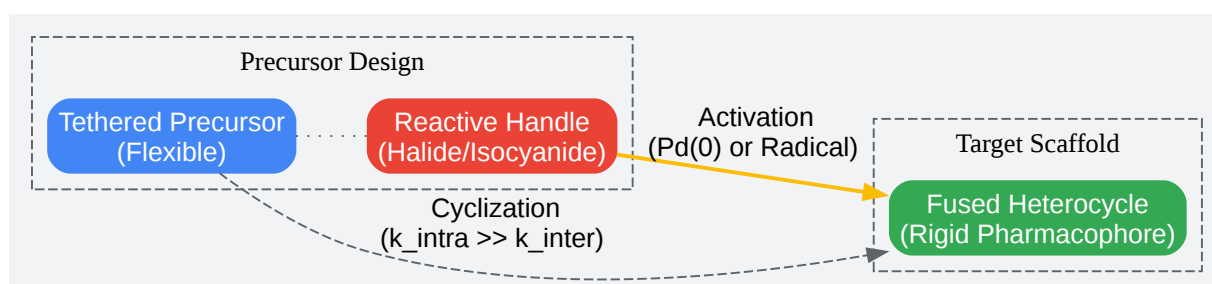 Precursor Design
Tethered Precursor
(Flexible)
Reactive Handle
(Halide/Isocyanide)
Activation
(Pd(0) or Radical)
Cyclization
(k_intra >> k_inter)
Target Scaffold
Fused Heterocycle
(Rigid Pharmacophore)